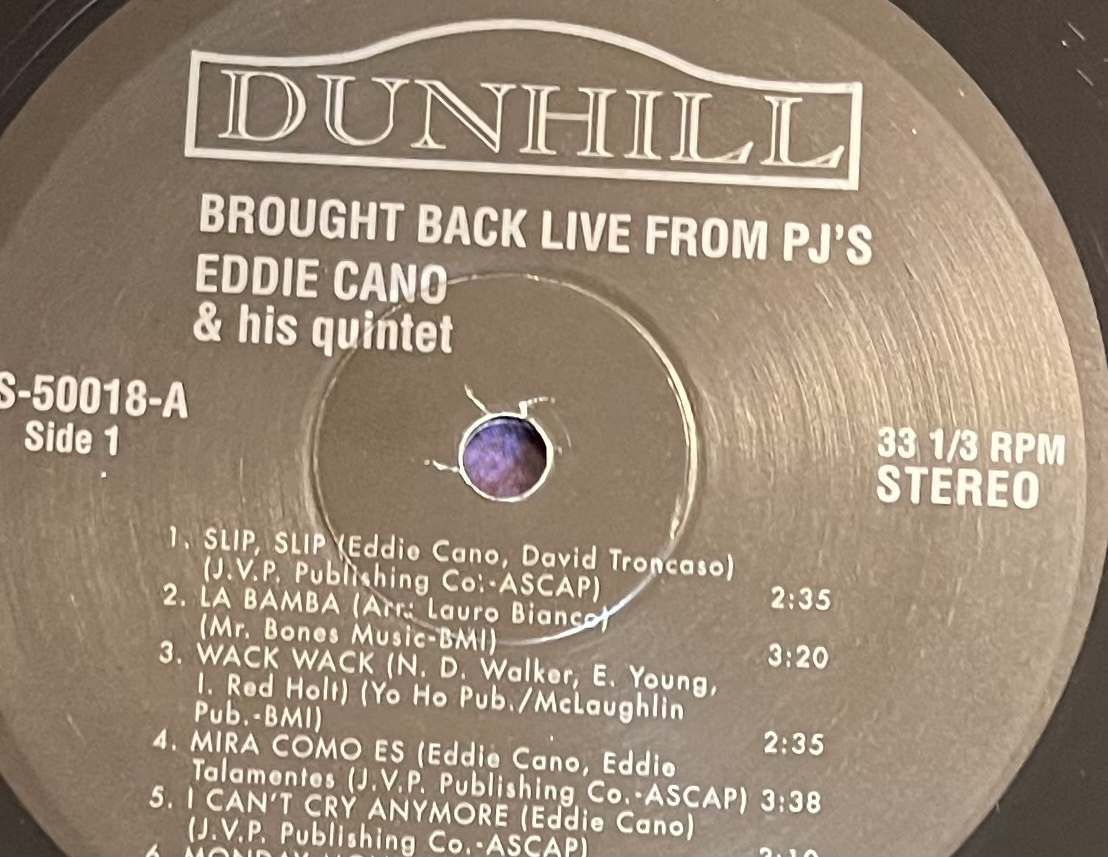 DUNHILL
BROUGHT BACK LIVE FROM PJ'S
EDDIE CANO
& his quintet
S-50018-A
Side 1
33 1/3 RPM
STEREO
1. SLIP, SLIP (Eddie Cano, David Troncaso)
(J.V.P. Publishing Co.-ASCAP) 2:35
2. LA BAMBA (Arr.: Lauro Bianco)
(Mr. Bones Music-BMI) 3:20
3. WACK WACK (N. D. Walker, E. Young,
I. Red Holt) (Yo Ho Pub./McLaughlin
Pub.-BMI) 2:35
4. MIRA COMO ES (Eddie Cano, Eddie
Talamentes (J.V.P. Publishing Co.-ASCAP) 3:38
5. I CAN'T CRY ANYMORE (Eddie Cano)
(J.V.P. Publishing Co.-ASCAP)